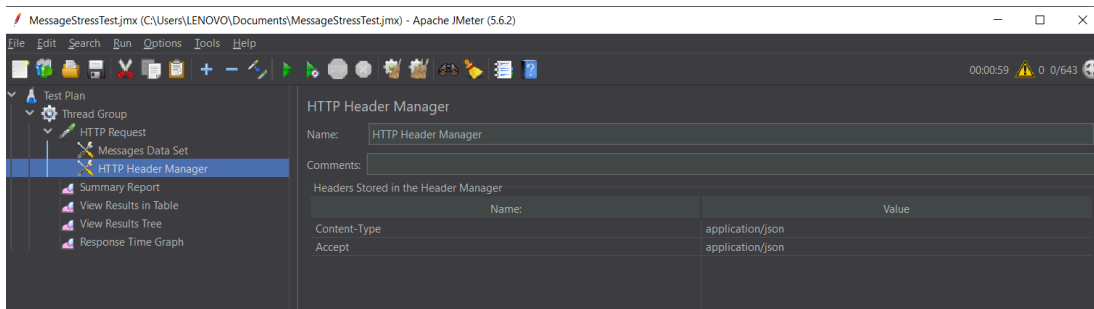 MessageStressTest.jmx (C:\Users\LENOVO\Documents\MessageStressTest.jmx) - Apache JMeter (5.6.2)
File Edit Search Run Options Tools Help
00:00:59 0 0/643
Test Plan
Thread Group
HTTP Request
Messages Data Set
HTTP Header Manager
Summary Report
View Results in Table
View Results Tree
Response Time Graph
HTTP Header Manager
Name: HTTP Header Manager
Comments:
Headers Stored in the Header Manager
Name: Value
Content-Type application/json
Accept application/json